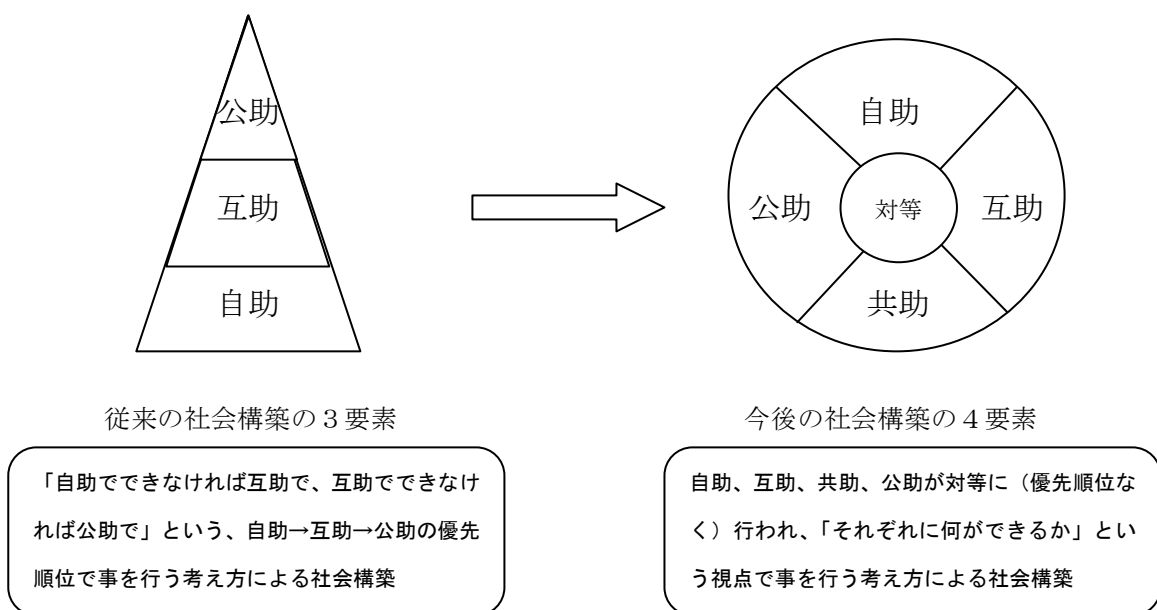 公助
互助
自助
自助
公助
対等
互助
共助
従来の社会構築の3要素
「自助でできなければ互助で、互助でできなけ
れば公助で」という、自助→互助→公助の優先
順位で事を行う考え方による社会構築
今後の社会構築の4要素
自助、互助、共助、公助が対等に（優先順位な
く）行われ、「それぞれに何ができるか」とい
う視点で事を行う考え方による社会構築